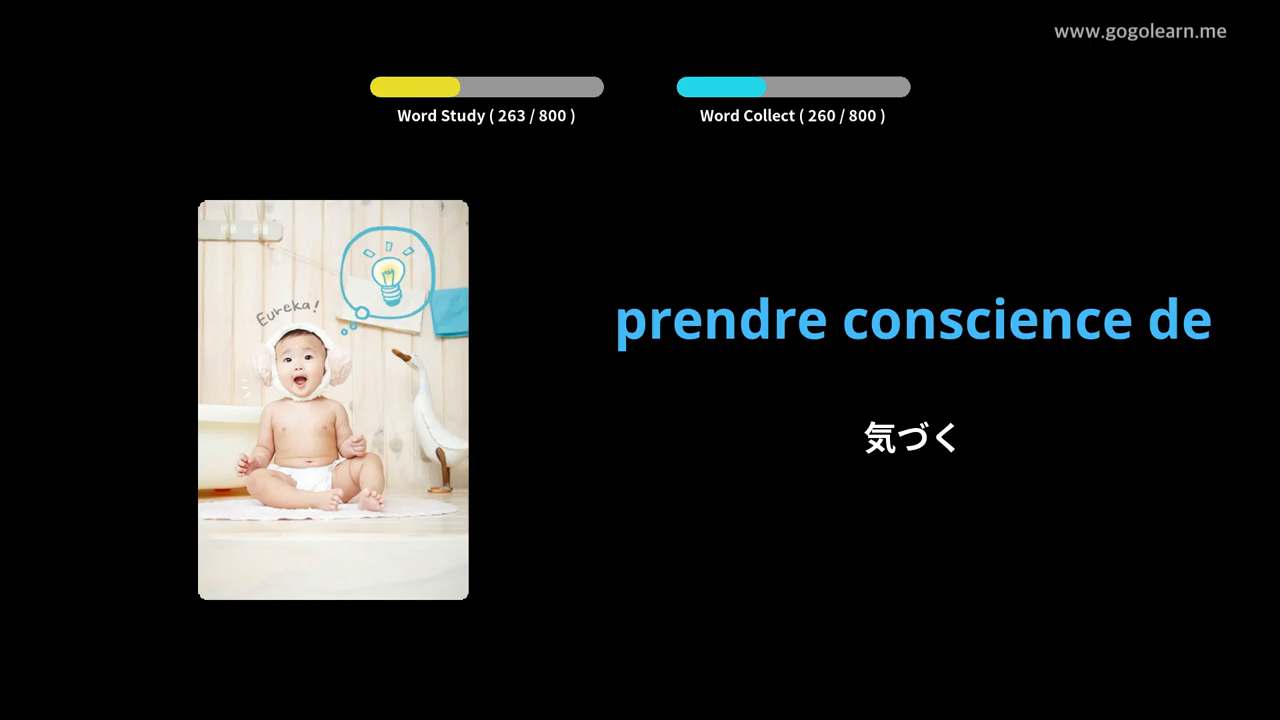 www.gogolearn.me
Word Study ( 263 / 800 )
Word Collect ( 260 / 800 )
Eureka!
prendre conscience de
気づく